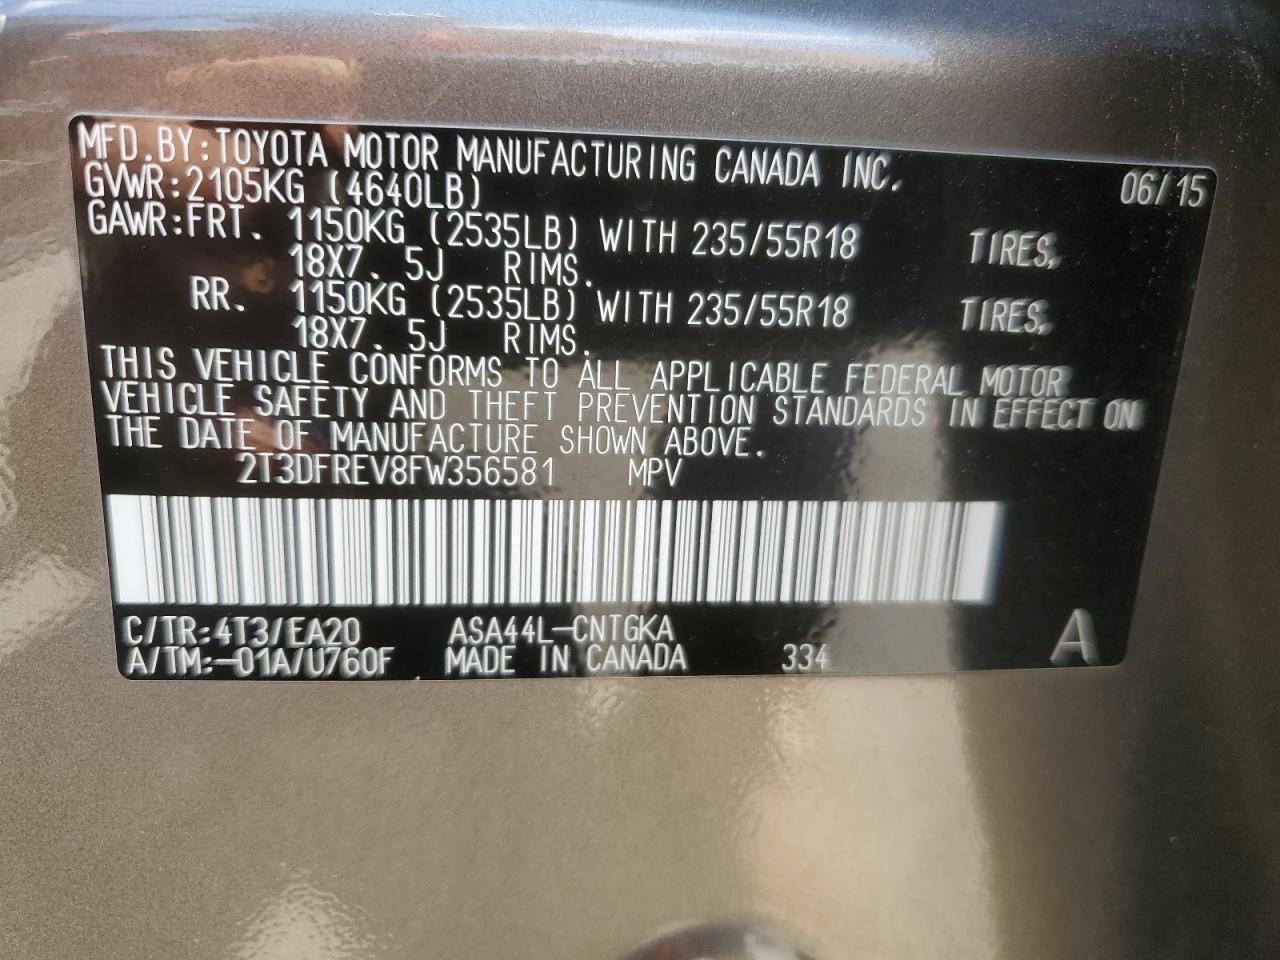 MFD.BY:TOYOTA MOTOR MANUFACTURING CANADA INC. 06/15
GVWR:2105KG (4640LB)
GAWR:FRT. 1150KG (2535LB) WITH 235/55R18 TIRES,
18X7.5J RIMS.
RR. 1150KG (2535LB) WITH 235/55R18 TIRES,
18X7.5J RIMS.
THIS VEHICLE CONFORMS TO ALL APPLICABLE FEDERAL MOTOR
VEHICLE SAFETY AND THEFT PREVENTION STANDARDS IN EFFECT ON
THE DATE OF MANUFACTURE SHOWN ABOVE.
2T3DFREV8FW356581 MPV
C/TR:4T3/EA20 ASA44L-CNTGKA
A/TM:-01A/U760F MADE IN CANADA 334 A